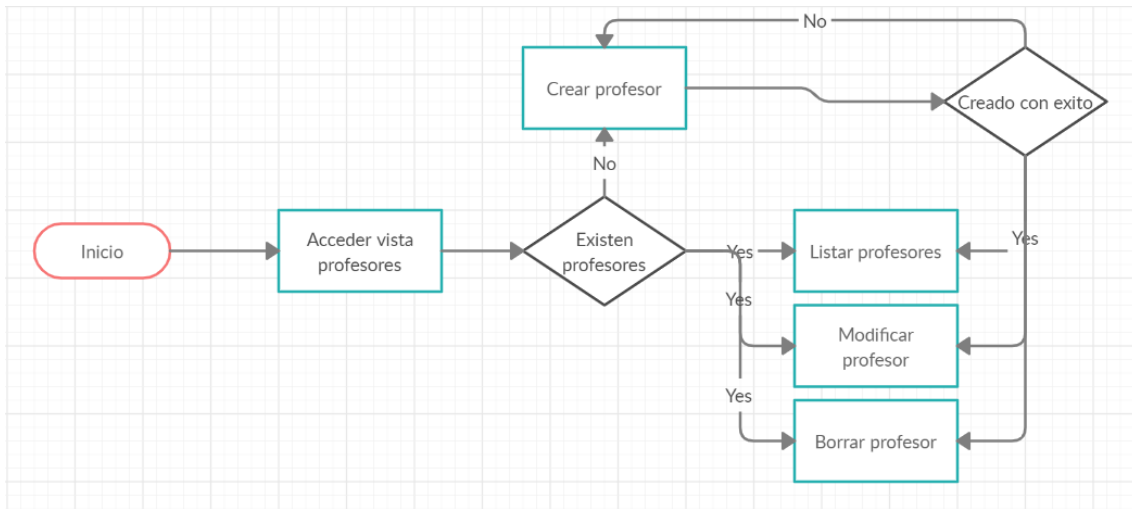 No
Crear profesor
Creado con exito
No
Inicio
Acceder vista
profesores
Existen
profesores
Yes
Listar profesores
Yes
Yes
Modificar
profesor
Yes
Borrar profesor